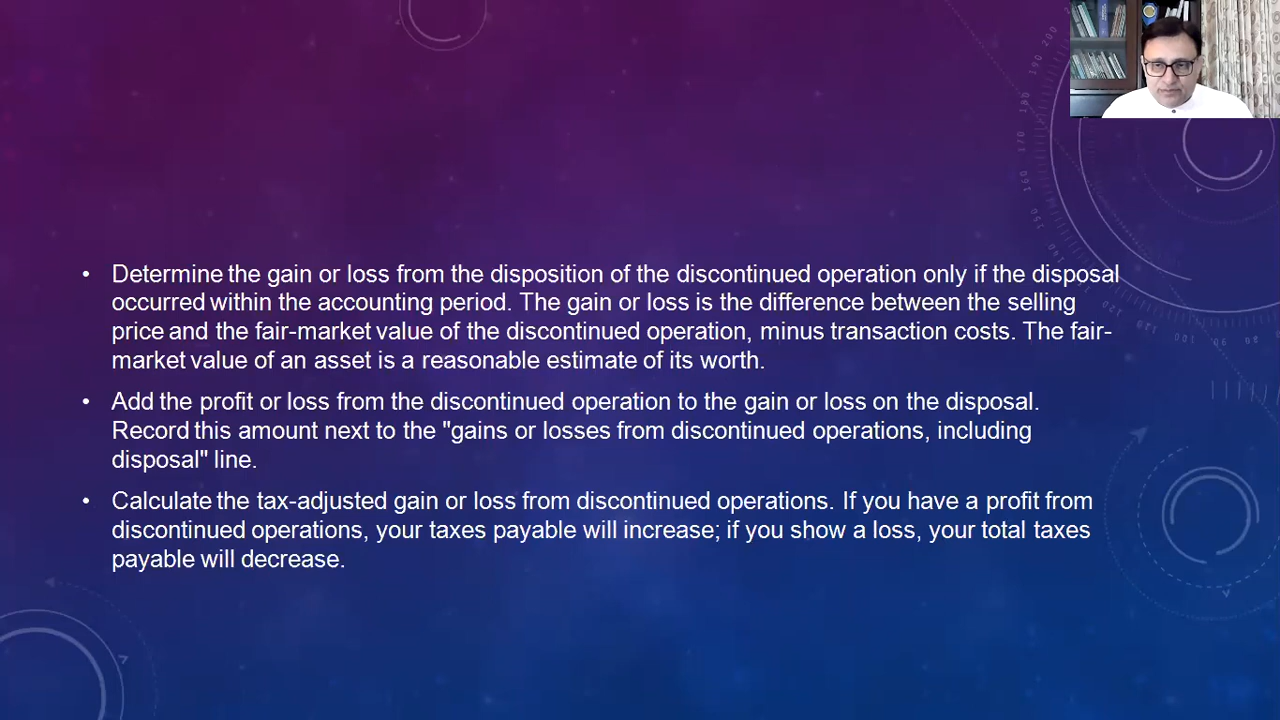 • Determine the gain or loss from the disposition of the discontinued operation only if the disposal
occurred within the accounting period. The gain or loss is the difference between the selling
price and the fair-market value of the discontinued operation, minus transaction costs. The fair-
market value of an asset is a reasonable estimate of its worth.
• Add the profit or loss from the discontinued operation to the gain or loss on the disposal.
Record this amount next to the "gains or losses from discontinued operations, including
disposal" line.
• Calculate the tax-adjusted gain or loss from discontinued operations. If you have a profit from
discontinued operations, your taxes payable will increase; if you show a loss, your total taxes
payable will decrease.